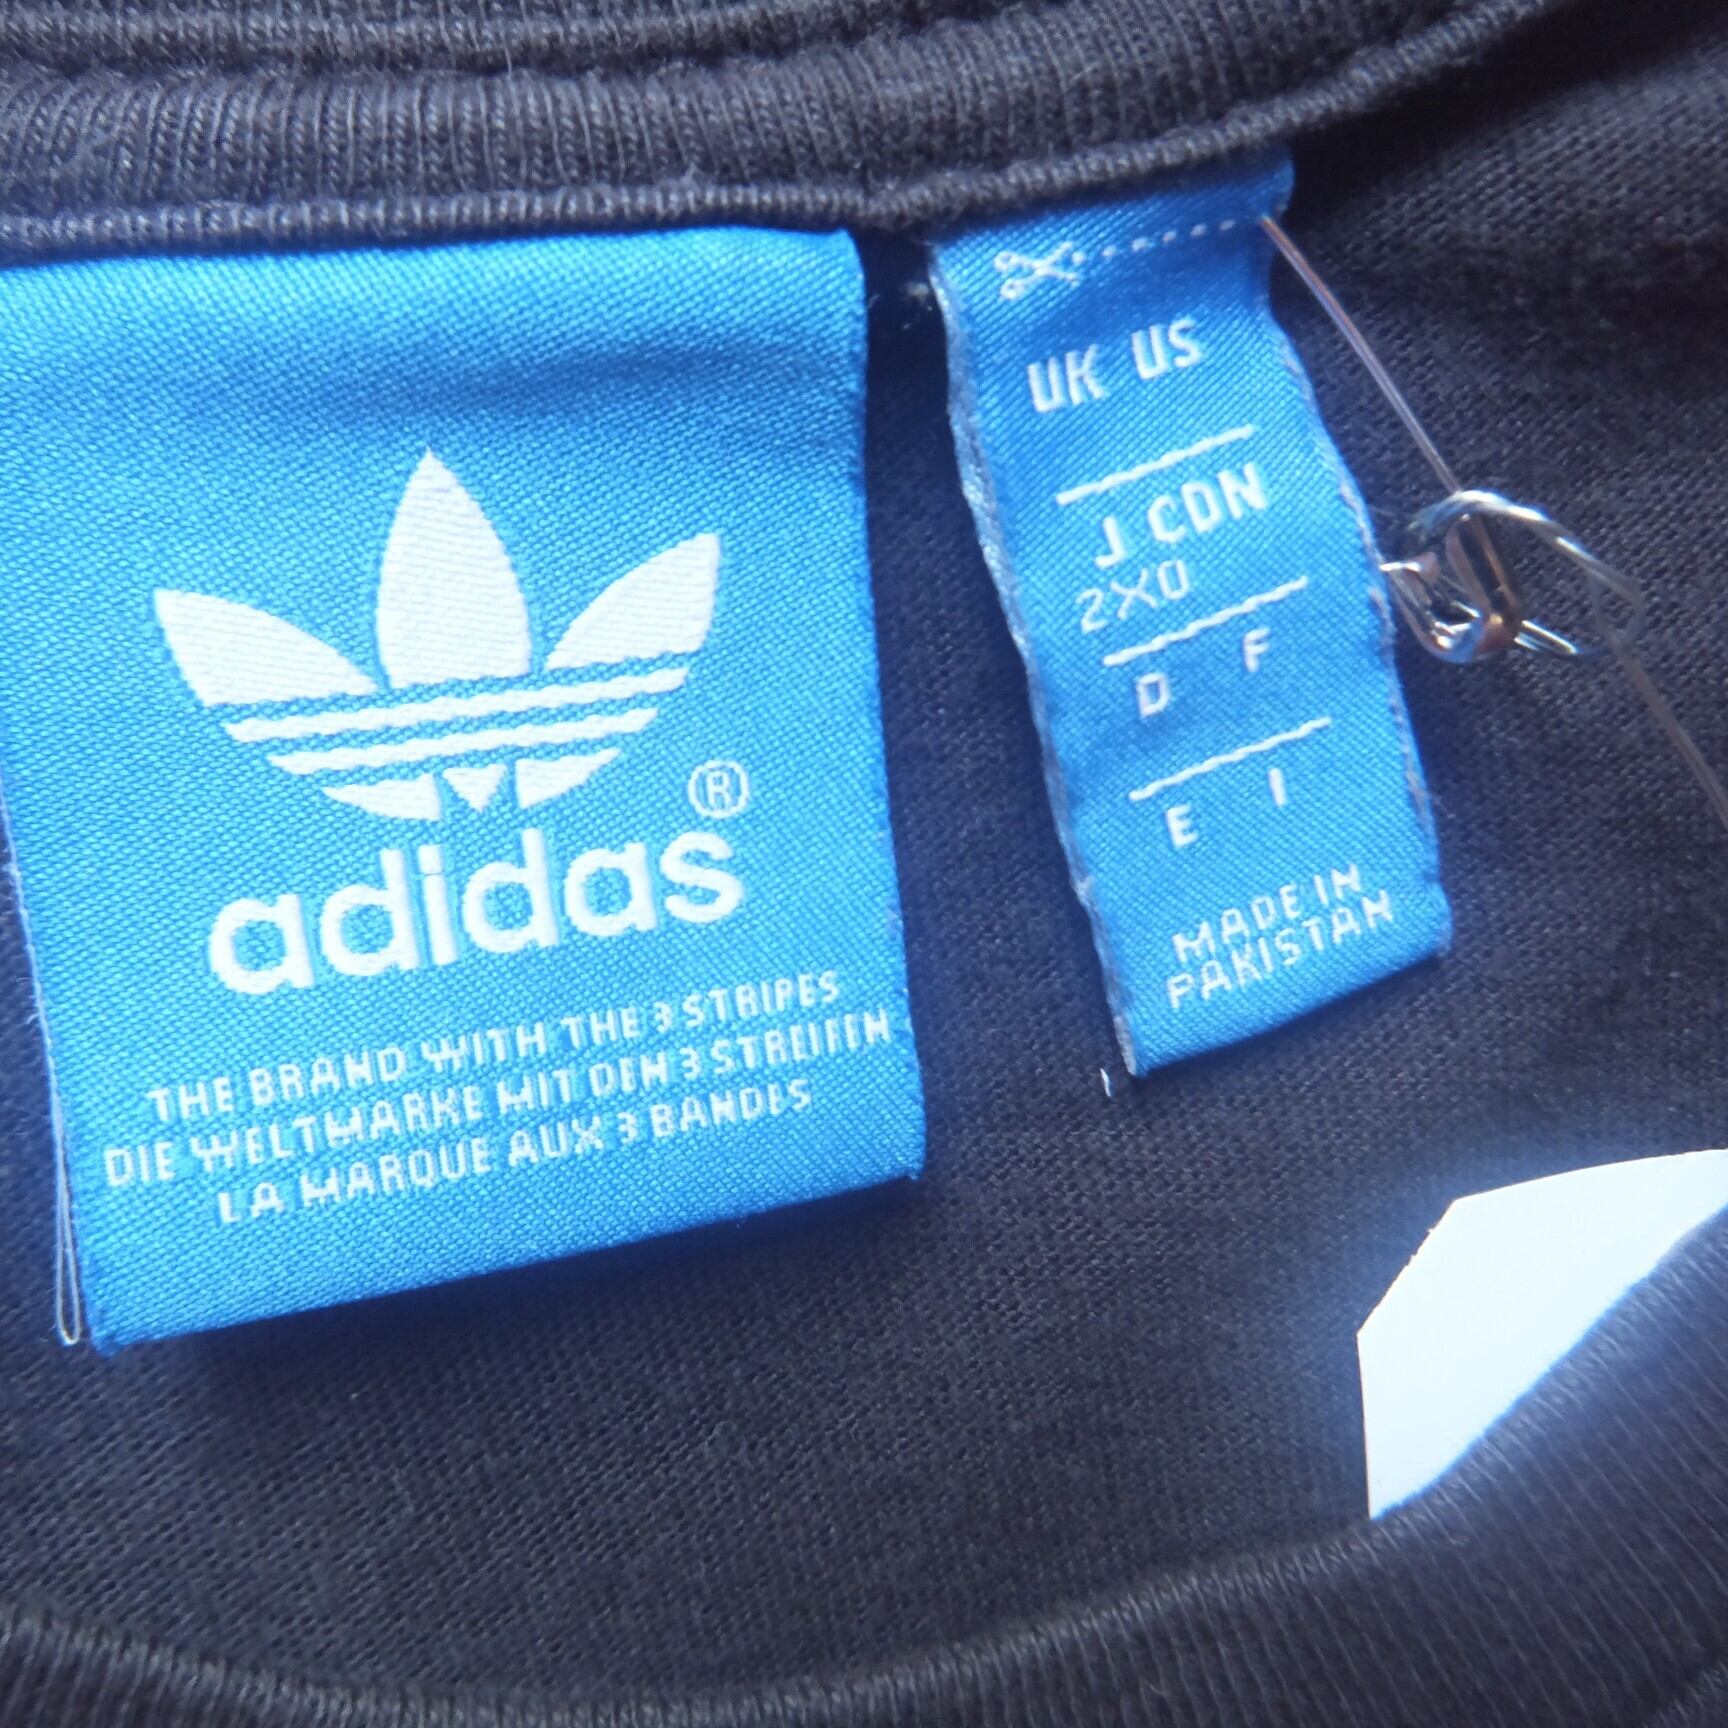 ®
adidas
THE BRAND WITH THE 3 STRIPES
DIE WELTMARKE MIT DEN 3 STREIFEN
LA MARQUE AUX 3 BANDES
UK US
J CDN
2XO
D F
E I
MADE IN
PAKISTAN